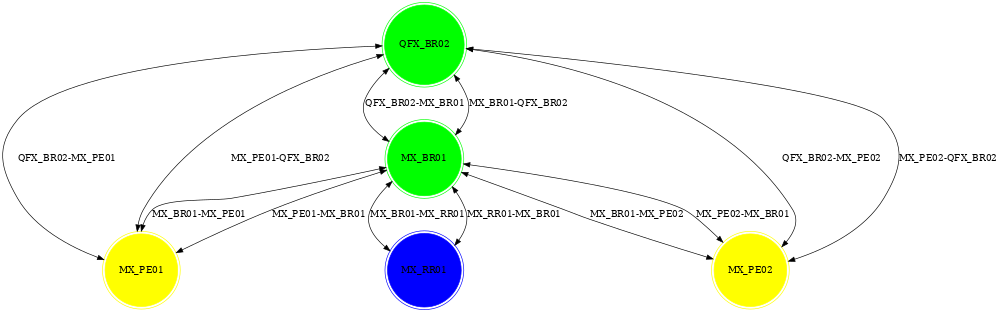 QFX_BR02
QFX_BR02-MX_BR01
MX_BR01-QFX_BR02
QFX_BR02-MX_PE01
MX_PE01-QFX_BR02
MX_BR01
QFX_BR02-MX_PE02
MX_PE02-QFX_BR02
MX_BR01-MX_PE01
MX_PE01-MX_BR01
MX_BR01-MX_RR01
MX_RR01-MX_BR01
MX_BR01-MX_PE02
MX_PE02-MX_BR01
MX_PE01
MX_RR01
MX_PE02